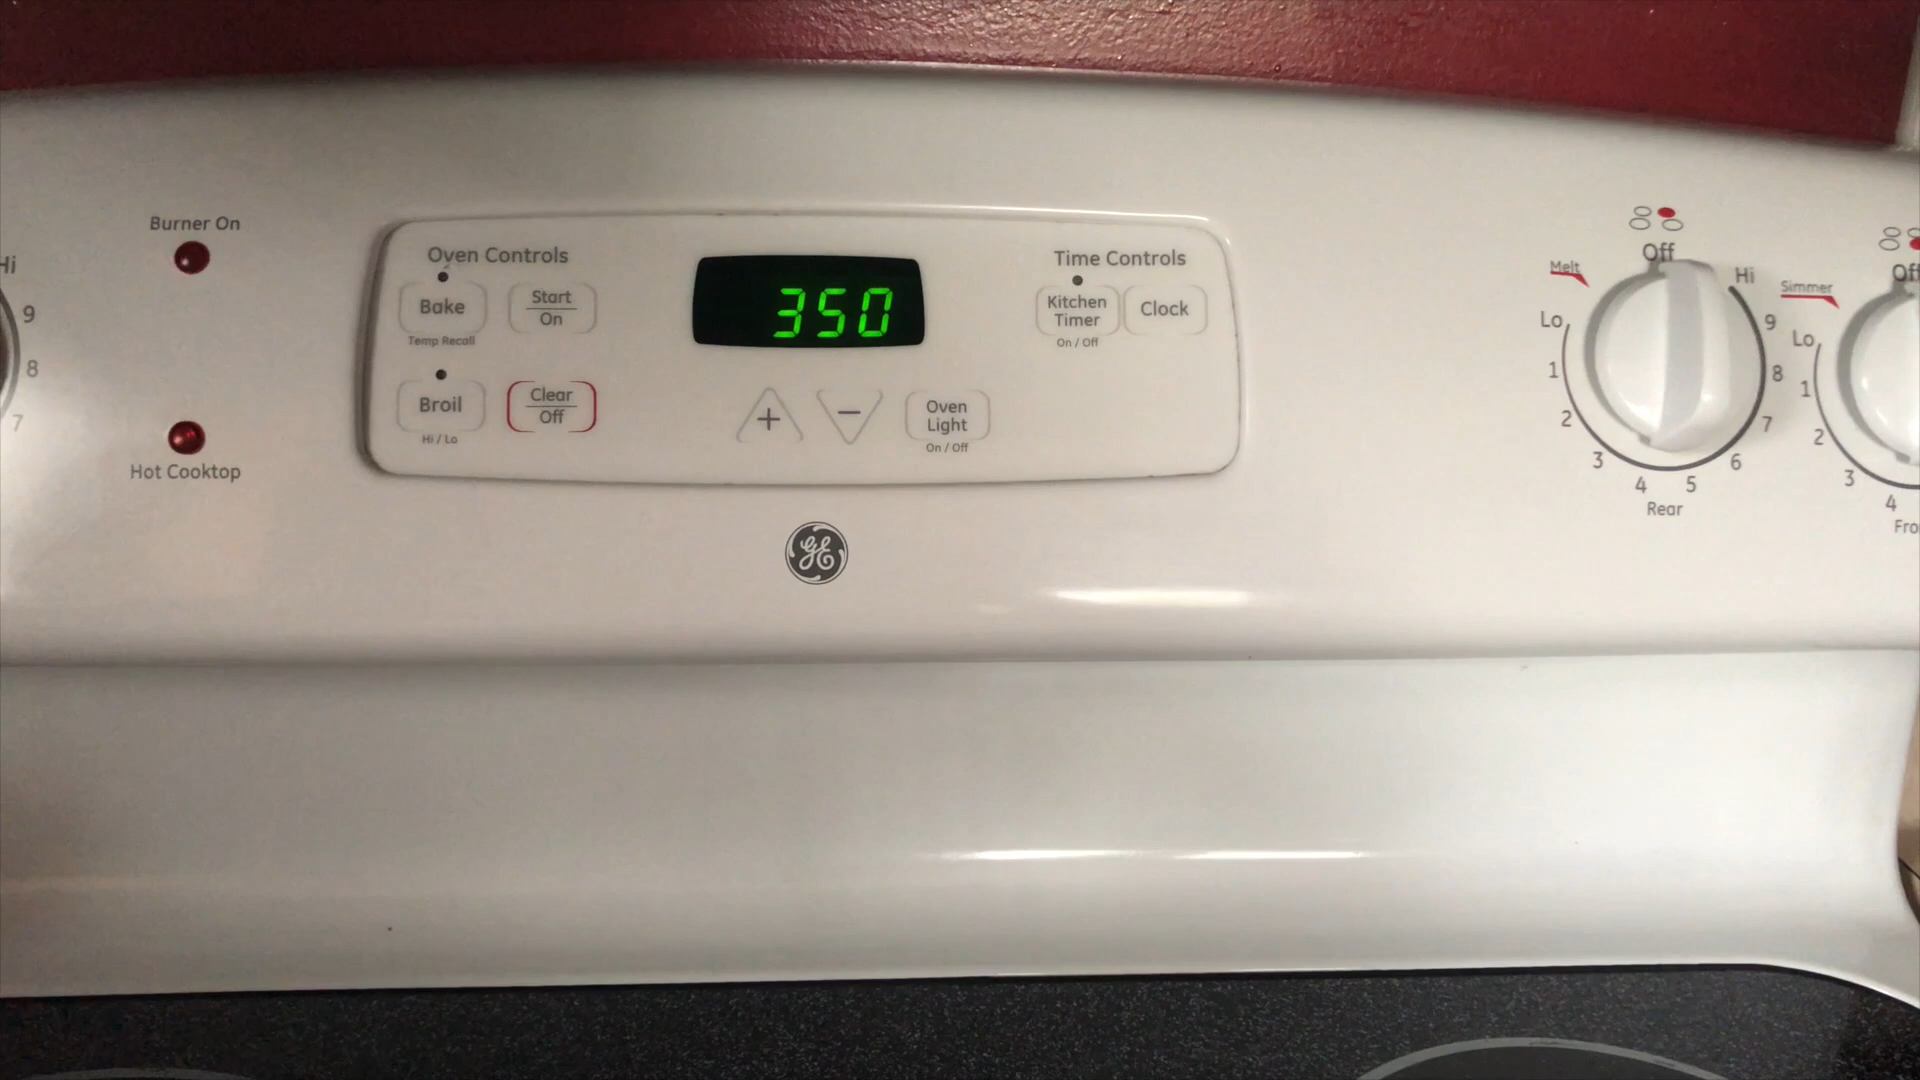 Burner On
Hi
9
8
7
Hot Cooktop
Oven Controls
Bake
Temp Recall
Start
On
Broil
Hi / Lo
Clear
Off
350
+
−
Oven
Light
On / Off
Time Controls
Kitchen
Timer
On / Off
Clock
GE
Off
Melt
Hi
Lo
9
1
8
2
7
3
6
4
5
Rear
Off
Simmer
Lo
1
2
3
4